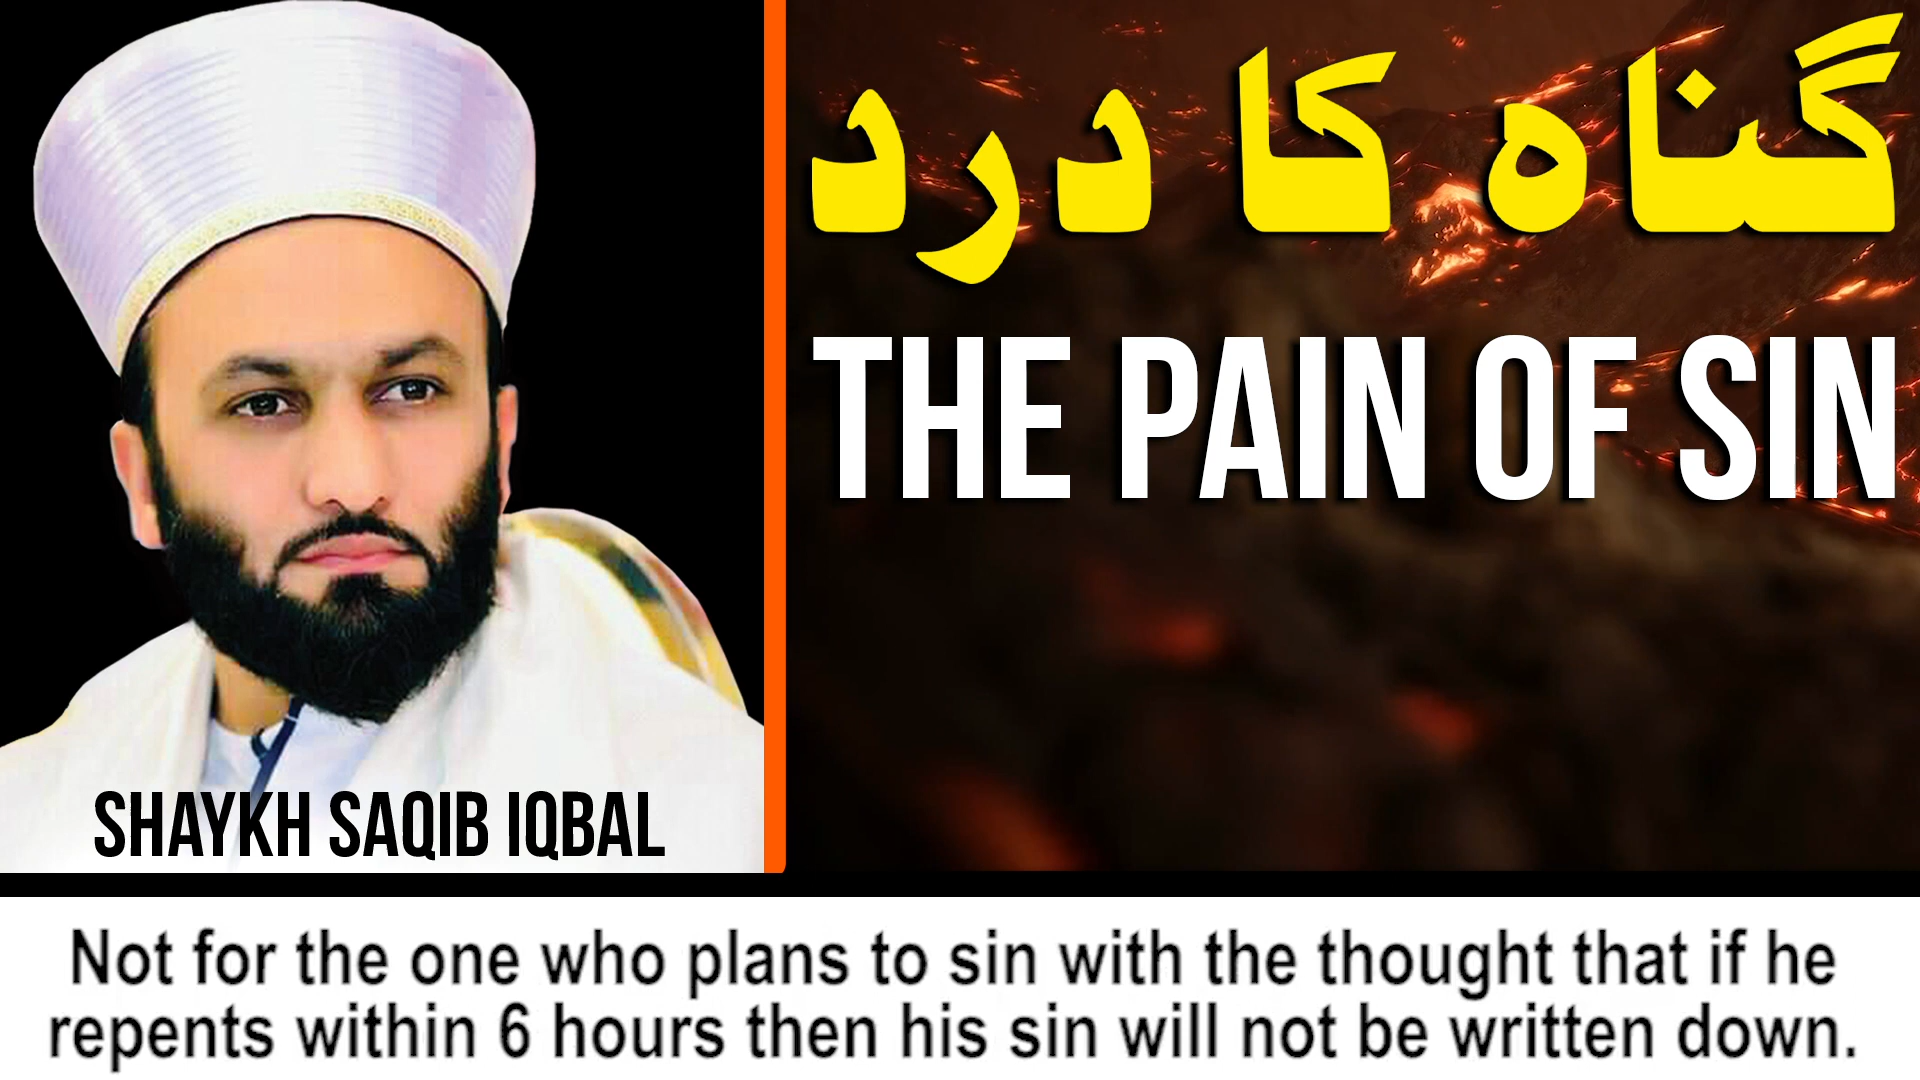 گناہ کا درد
THE PAIN OF SIN
SHAYKH SAQIB IQBAL
Not for the one who plans to sin with the thought that if he
repents within 6 hours then his sin will not be written down.